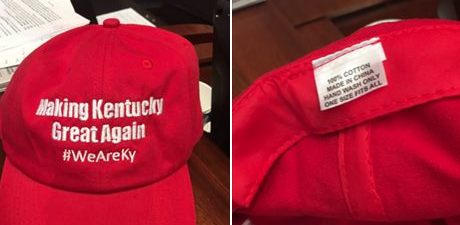 Making Kentucky
Great Again
#WeAreKy
100% COTTON
MADE IN CHINA
HAND WASH ONLY
ONE SIZE FITS ALL